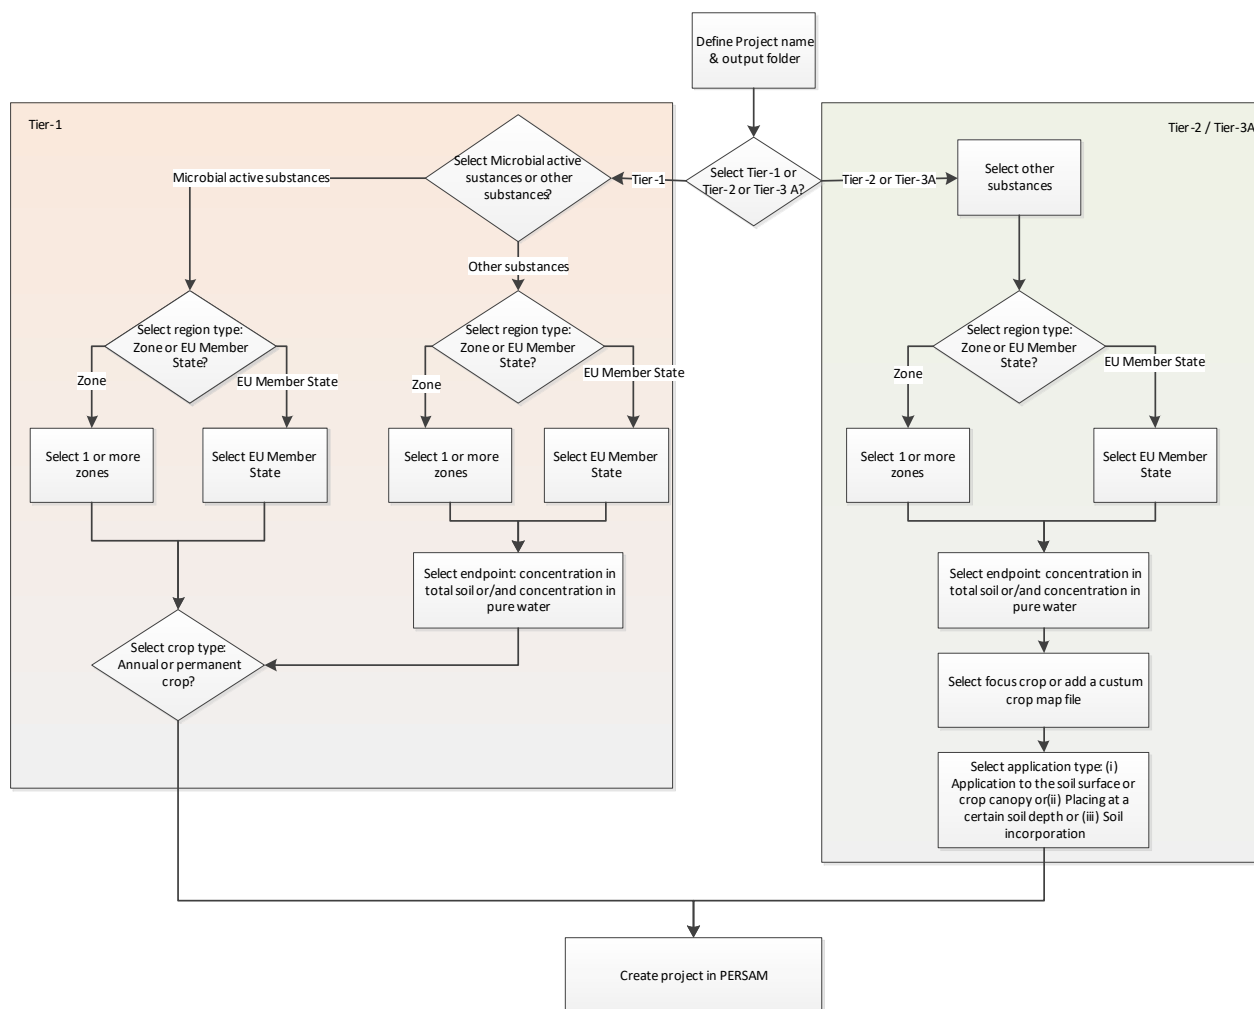 Define Project name
& output folder
Tier-1
Tier-2 / Tier-3A
Select Microbial active
sustances or other
substances?
Select Tier-1 or
Tier-2 or Tier-3 A?
Select other
substances
Microbial active substances
Tier-1
Tier-2 or Tier-3A
Other substances
Select region type:
Zone or EU Member
State?
Select region type:
Zone or EU Member
State?
Select region type:
Zone or EU Member
State?
Zone
EU Member State
Zone
EU Member State
Zone
EU Member State
Select 1 or more
zones
Select EU Member
State
Select 1 or more
zones
Select EU Member
State
Select 1 or more
zones
Select EU Member
State
Select endpoint: concentration in
total soil or/and concentration in
pure water
Select endpoint: concentration in
total soil or/and concentration in
pure water
Select crop type:
Annual or permanent
crop?
Select focus crop or add a custum
crop map file
Select application type: (i)
Application to the soil surface or
crop canopy or(ii) Placing at a
certain soil depth or (iii) Soil
incorporation
Create project in PERSAM